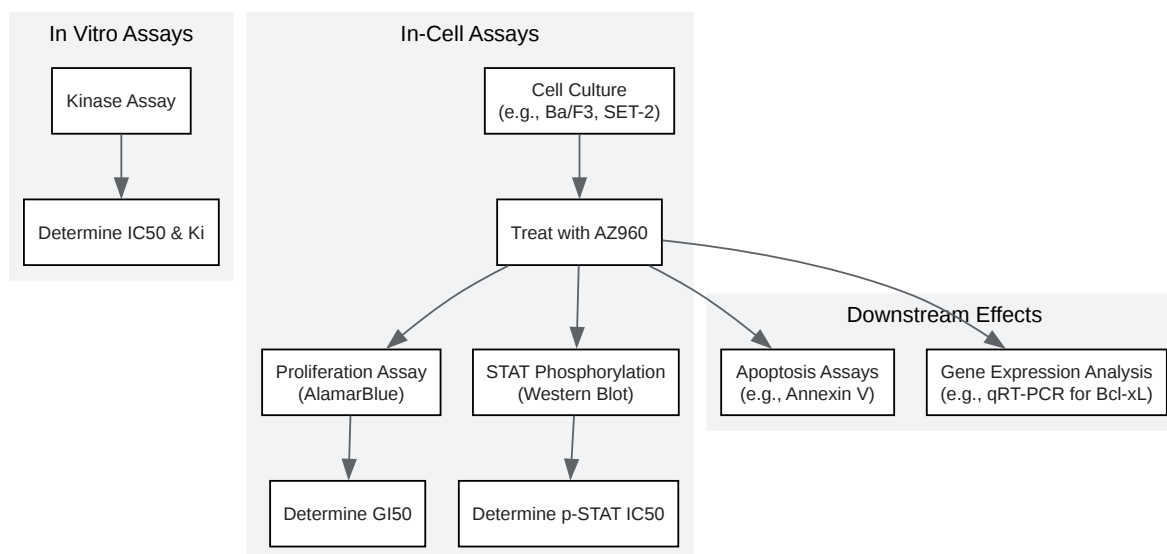 In Vitro Assays
Kinase Assay
Determine IC50 & Ki
In-Cell Assays
Cell Culture
(e.g., Ba/F3, SET-2)
Treat with AZ960
Proliferation Assay
(AlamarBlue)
STAT Phosphorylation
(Western Blot)
Determine GI50
Determine p-STAT IC50
Downstream Effects
Apoptosis Assays
(e.g., Annexin V)
Gene Expression Analysis
(e.g., qRT-PCR for Bcl-xL)